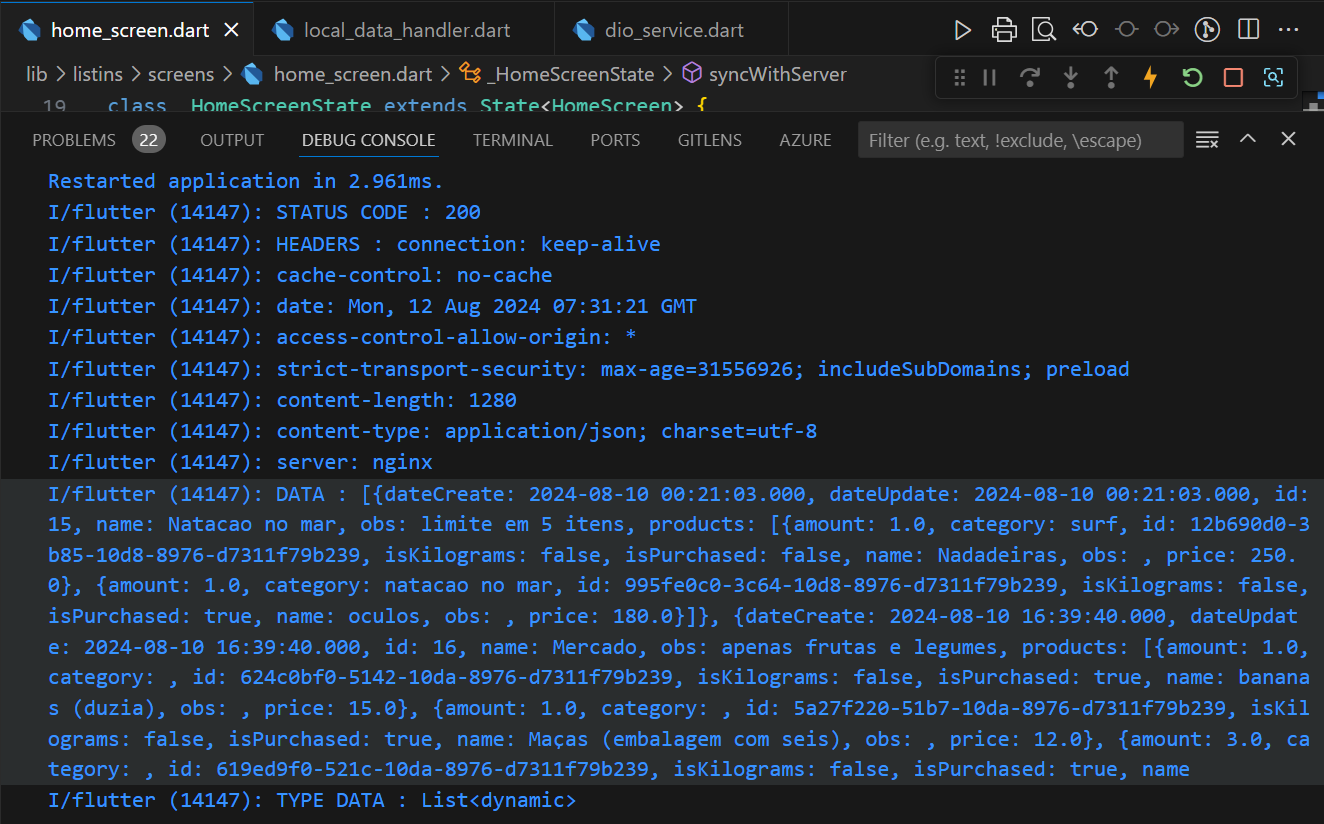 home_screen.dart
local_data_handler.dart
dio_service.dart
lib > listins > screens > home_screen.dart > _HomeScreenState > syncWithServer
19 class _HomeScreenState extends State<HomeScreen> {
PROBLEMS 22 OUTPUT DEBUG CONSOLE TERMINAL PORTS GITLENS AZURE Filter (e.g. text, !exclude, \escape)
Restarted application in 2.961ms.
I/flutter (14147): STATUS CODE : 200
I/flutter (14147): HEADERS : connection: keep-alive
I/flutter (14147): cache-control: no-cache
I/flutter (14147): date: Mon, 12 Aug 2024 07:31:21 GMT
I/flutter (14147): access-control-allow-origin: *
I/flutter (14147): strict-transport-security: max-age=31556926; includeSubDomains; preload
I/flutter (14147): content-length: 1280
I/flutter (14147): content-type: application/json; charset=utf-8
I/flutter (14147): server: nginx
I/flutter (14147): DATA : [{dateCreate: 2024-08-10 00:21:03.000, dateUpdate: 2024-08-10 00:21:03.000, id:
15, name: Natacao no mar, obs: limite em 5 itens, products: [{amount: 1.0, category: surf, id: 12b690d0-3
b85-10d8-8976-d7311f79b239, isKilograms: false, isPurchased: false, name: Nadadeiras, obs: , price: 250.
0}, {amount: 1.0, category: natacao no mar, id: 995fe0c0-3c64-10d8-8976-d7311f79b239, isKilograms: false,
isPurchased: true, name: oculos, obs: , price: 180.0}]}, {dateCreate: 2024-08-10 16:39:40.000, dateUpdat
e: 2024-08-10 16:39:40.000, id: 16, name: Mercado, obs: apenas frutas e legumes, products: [{amount: 1.0,
category: , id: 624c0bf0-5142-10da-8976-d7311f79b239, isKilograms: false, isPurchased: true, name: banana
s (duzia), obs: , price: 15.0}, {amount: 1.0, category: , id: 5a27f220-51b7-10da-8976-d7311f79b239, isKil
ograms: false, isPurchased: true, name: Maças (embalagem com seis), obs: , price: 12.0}, {amount: 3.0, ca
tegory: , id: 619ed9f0-521c-10da-8976-d7311f79b239, isKilograms: false, isPurchased: true, name
I/flutter (14147): TYPE DATA : List<dynamic>